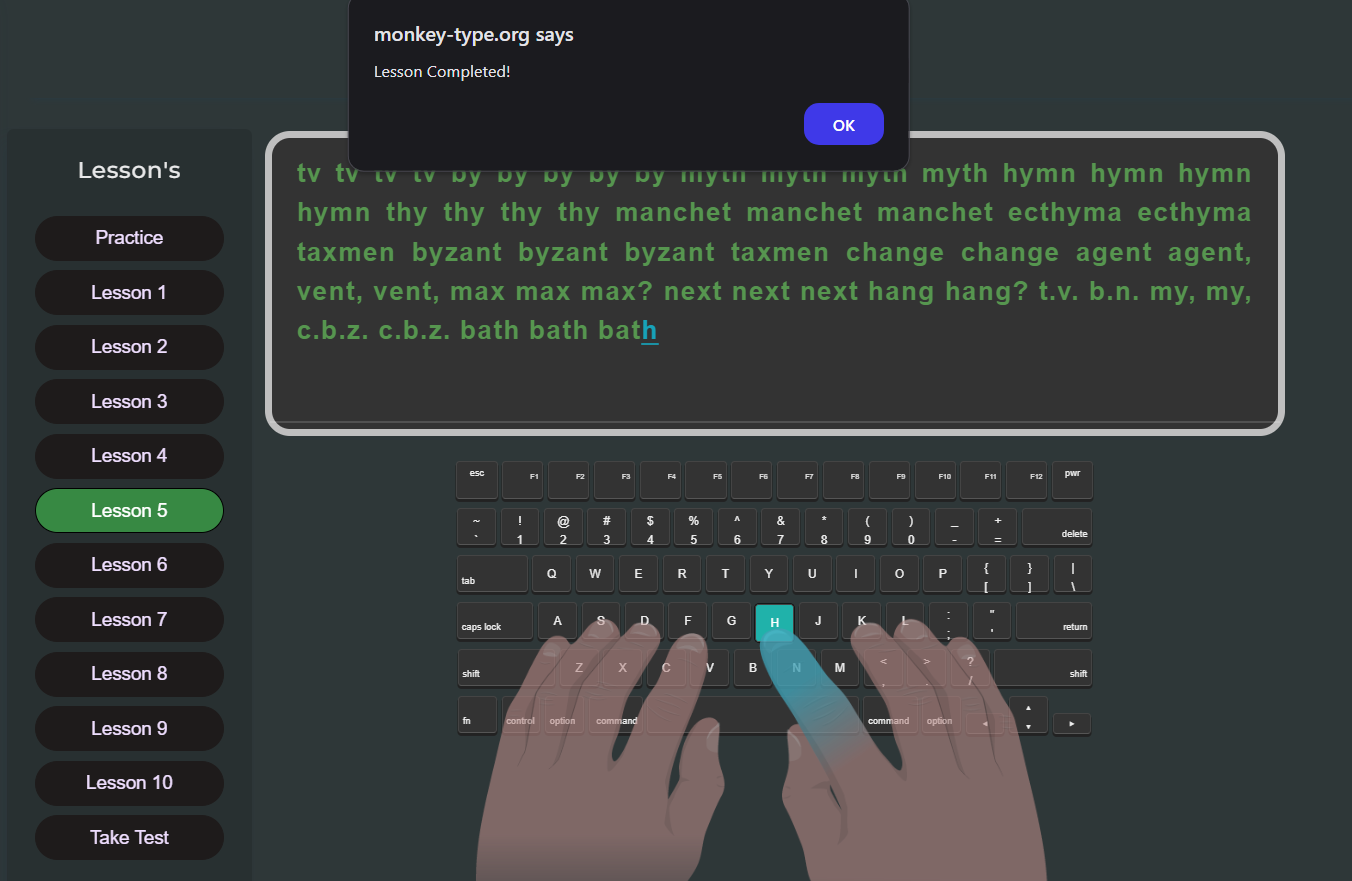 monkey-type.org says
Lesson Completed!
OK
Lesson's
Practice
Lesson 1
Lesson 2
Lesson 3
Lesson 4
Lesson 5
Lesson 6
Lesson 7
Lesson 8
Lesson 9
Lesson 10
Take Test
tv tv tv tv by by by by by myth myth myth myth hymn hymn hymn
hymn thy thy thy thy manchet manchet manchet ecthyma ecthyma
taxmen byzant byzant byzant taxmen change change agent agent,
vent, vent, max max max? next next next hang hang? t.v. b.n. my, my,
c.b.z. c.b.z. bath bath bath
esc F1 F2 F3 F4 F5 F6 F7 F8 F9 F10 F11 F12 pwr
~ ! @ # $ % ^ & * ( ) _ +
` 1 2 3 4 5 6 7 8 9 0 - = delete
tab Q W E R T Y U I O P { } |
[ ] \
caps lock A S D F G H J K L : " return
; '
shift Z X C V B N M < > ? shift
, . /
fn control option command command option ◂ ▴ ▾ ▸